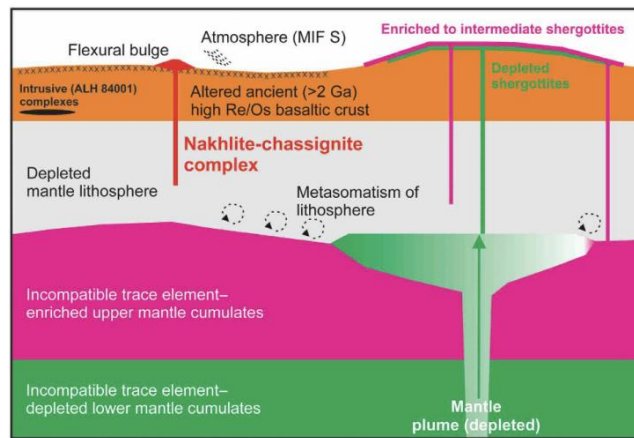 Enriched to intermediate shergottites
Atmosphere (MIF S)
Flexural bulge
Depleted
shergottites
Intrusive (ALH 84001)
complexes
Altered ancient (>2 Ga)
high Re/Os basaltic crust
Nakhlite-chassignite
complex
Depleted
mantle lithosphere
Metasomatism of
lithosphere
Incompatible trace element–
enriched upper mantle cumulates
Incompatible trace element–
depleted lower mantle cumulates
Mantle
plume (depleted)